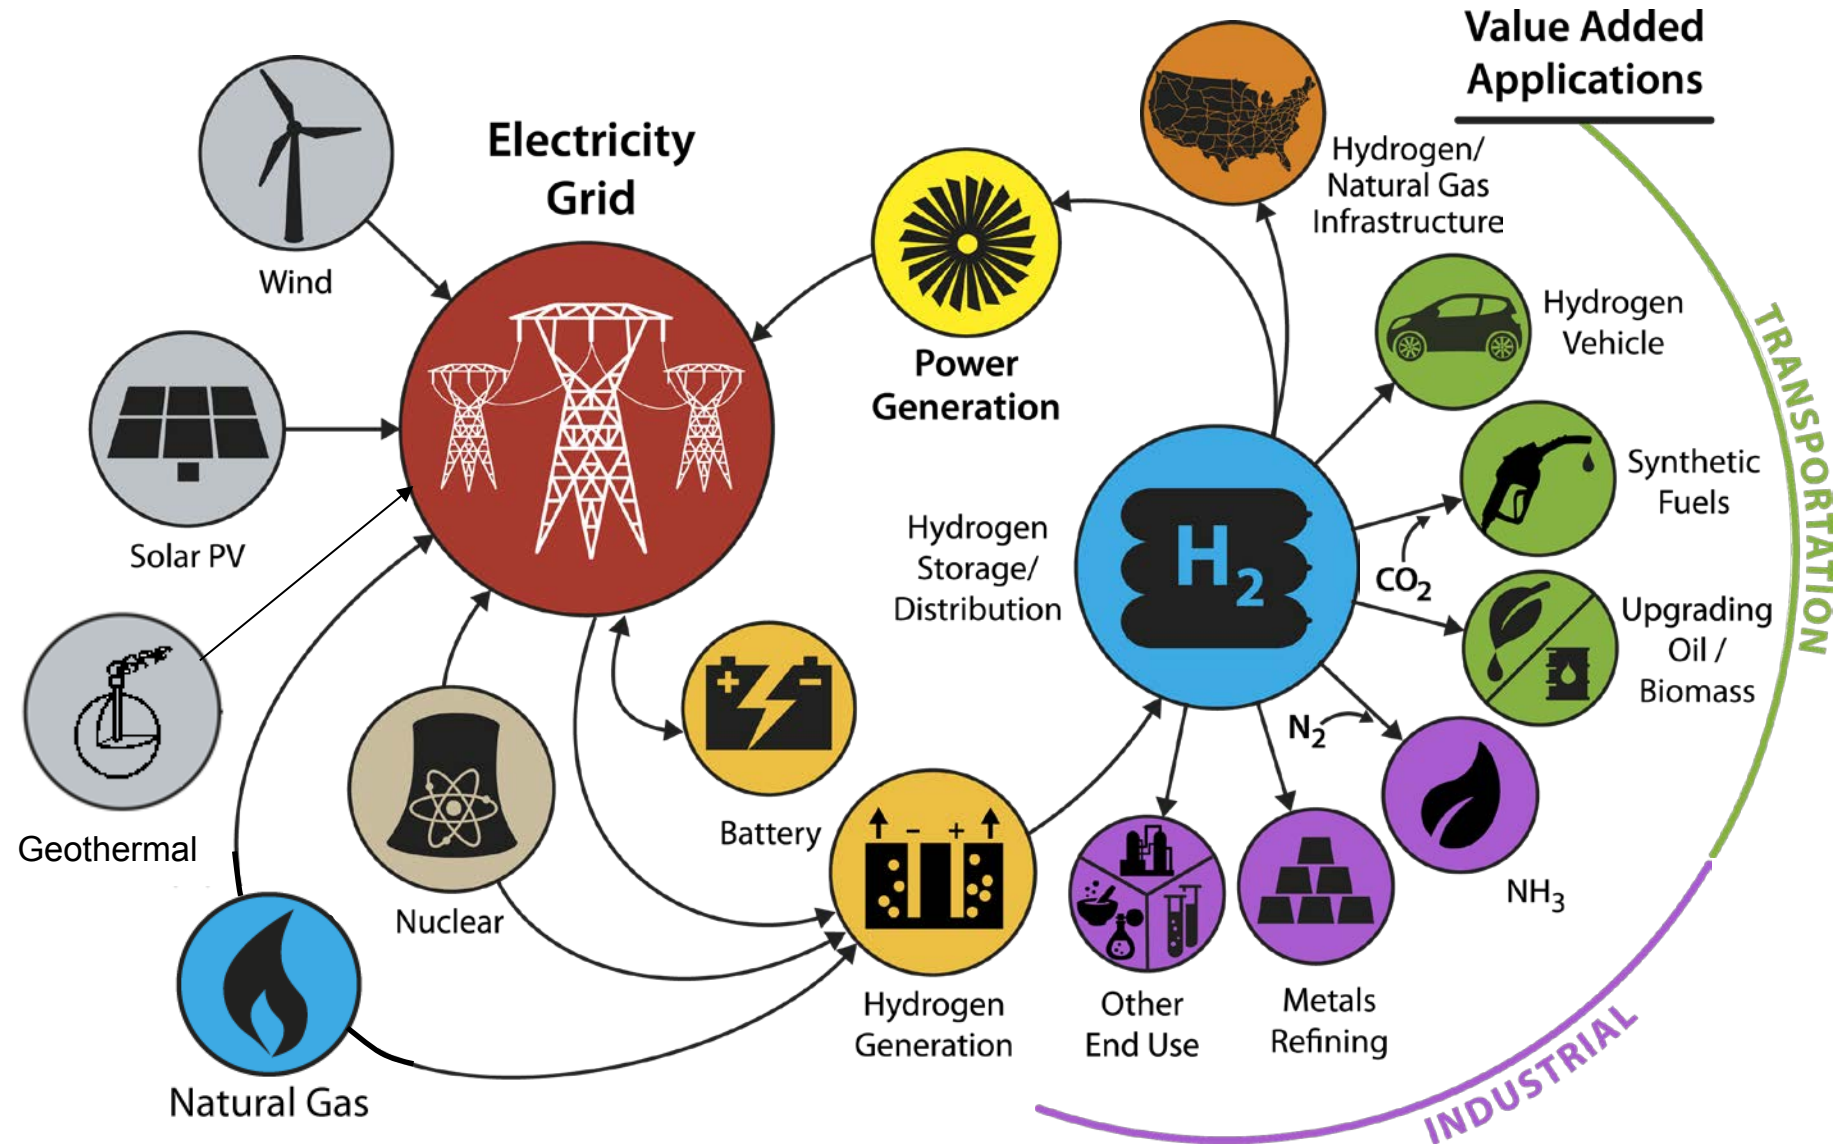 Value Added
Applications
Electricity
Grid
Wind
Hydrogen/
Natural Gas
Infrastructure
Hydrogen
Vehicle
TRANSPORTATION
Power
Generation
Synthetic
Fuels
Solar PV
Hydrogen
Storage/
Distribution
H2
CO2
Upgrading
Oil /
Biomass
N2
+ -
Battery
Geothermal
- +
NH3
Nuclear
Hydrogen
Generation
Other
End Use
Metals
Refining
INDUSTRIAL
Natural Gas